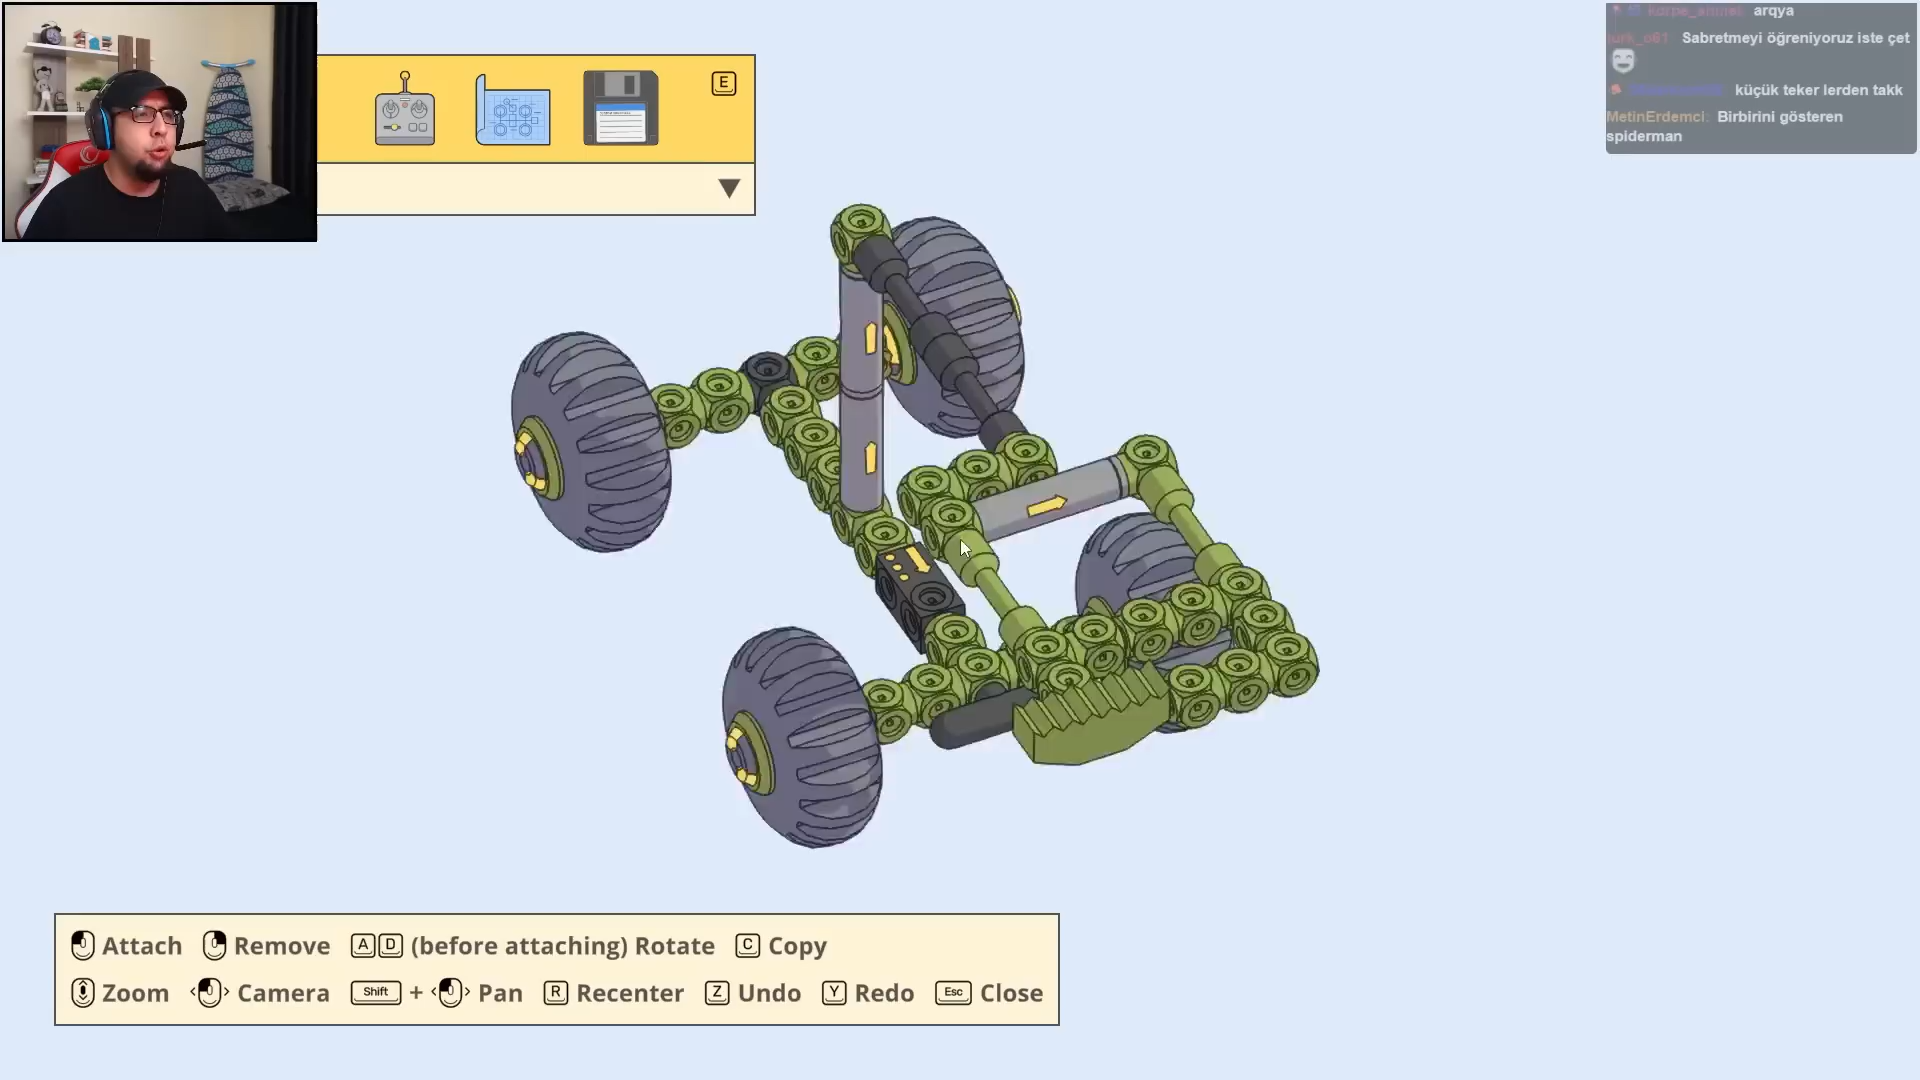 E
arqya
Sabretmeyi öğreniyoruz iste çet
küçük teker lerden takk
MetinErdemci: Birbirini gösteren
spiderman
Attach Remove A D (before attaching) Rotate C Copy
Zoom Camera Shift + Pan R Recenter Z Undo Y Redo Esc Close